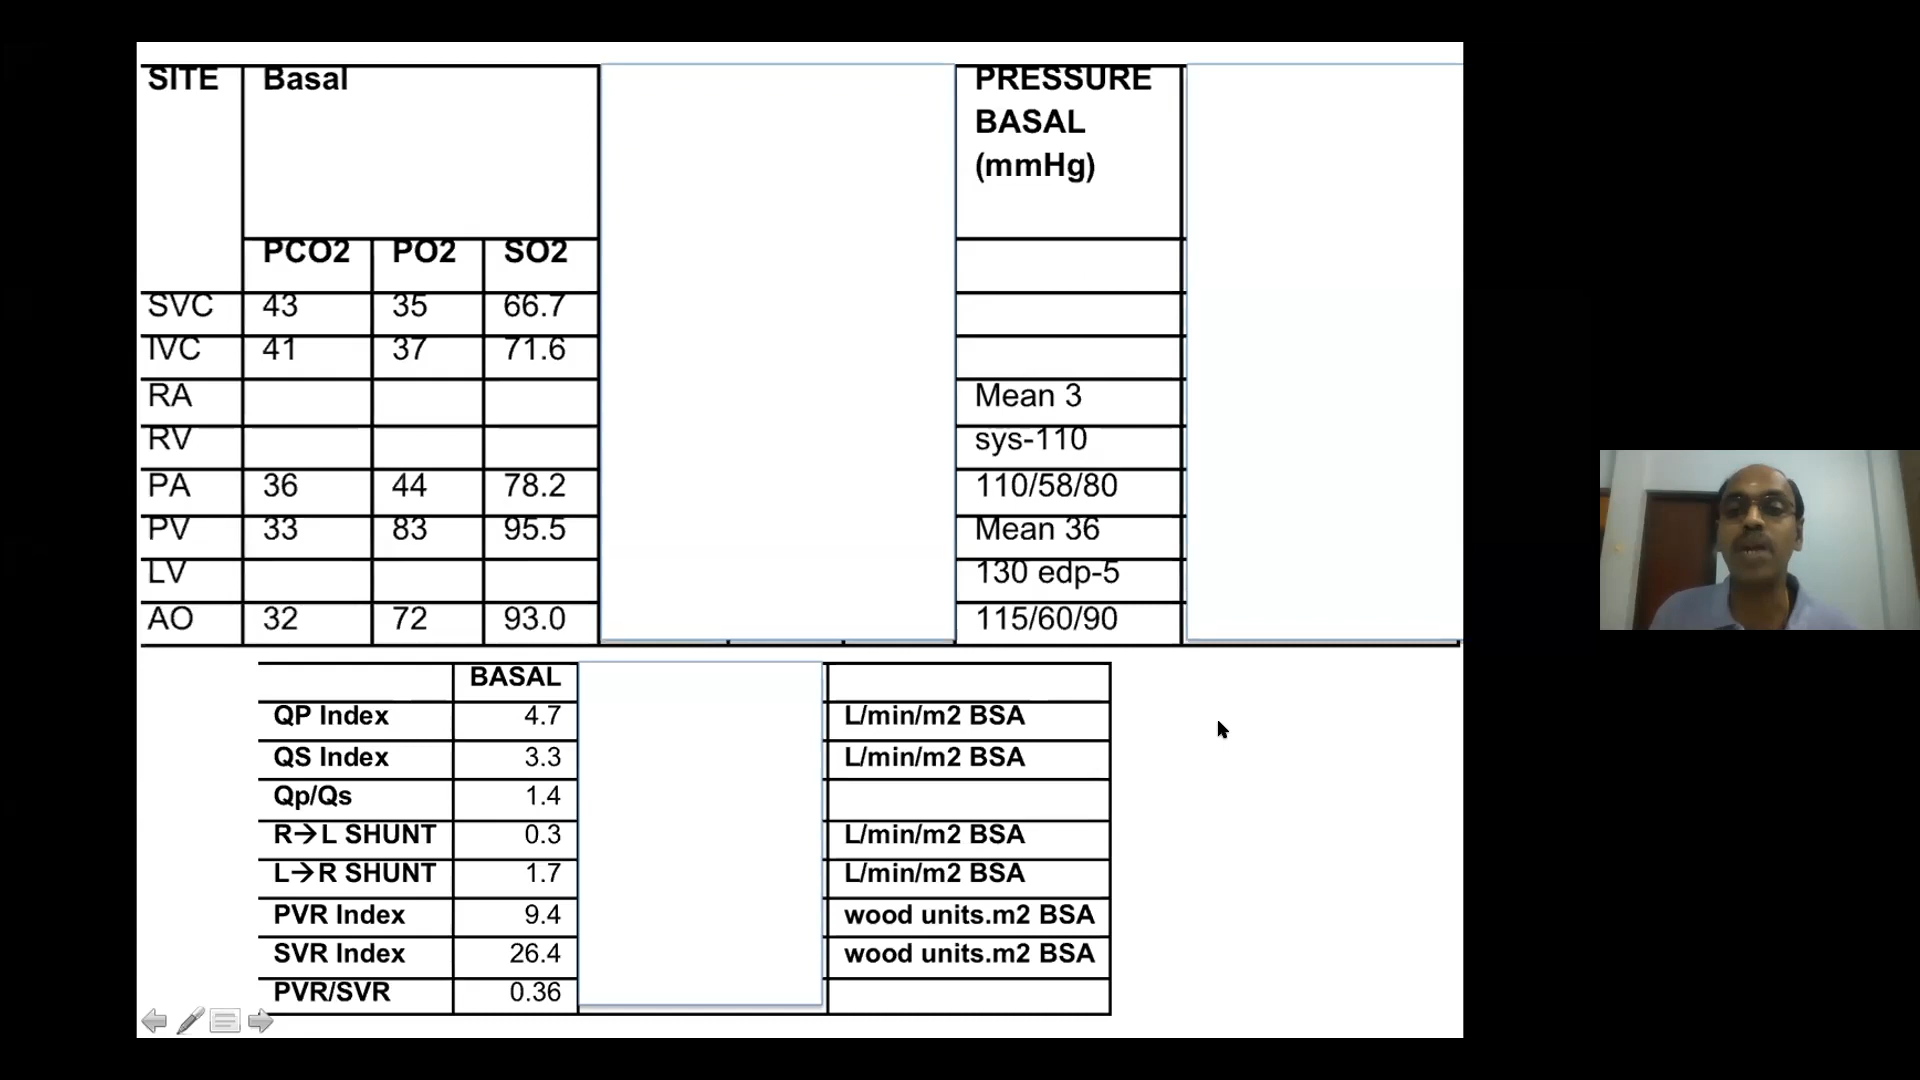 SITE Basal PRESSURE
BASAL
(mmHg)
PCO2 PO2 SO2
SVC 43 35 66.7
IVC 41 37 71.6
RA Mean 3
RV sys-110
PA 36 44 78.2 110/58/80
PV 33 83 95.5 Mean 36
LV 130 edp-5
AO 32 72 93.0 115/60/90
BASAL
QP Index 4.7 L/min/m2 BSA
QS Index 3.3 L/min/m2 BSA
Qp/Qs 1.4
R→L SHUNT 0.3 L/min/m2 BSA
L→R SHUNT 1.7 L/min/m2 BSA
PVR Index 9.4 wood units.m2 BSA
SVR Index 26.4 wood units.m2 BSA
PVR/SVR 0.36